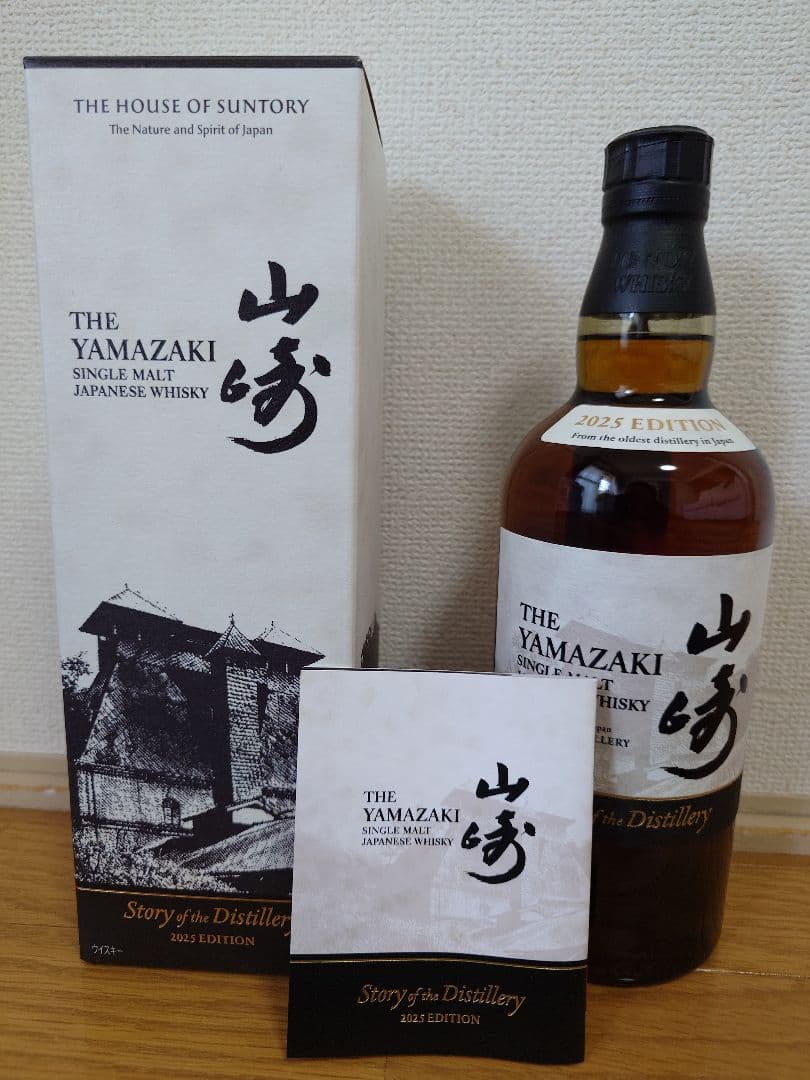 THE HOUSE OF SUNTORY
The Nature and Spirit of Japan
山崎
THE
YAMAZAKI
SINGLE MALT
JAPANESE WHISKY
Story of the Distillery
2025 EDITION
ウイスキー
WHISKY
2025 EDITION
From the oldest distillery in Japan
THE
YAMAZAKI
SINGLE MALT
WHISKY
山崎
of the Distillery
THE
YAMAZAKI
SINGLE MALT
JAPANESE WHISKY
山崎
Story of the Distillery
2025 EDITION